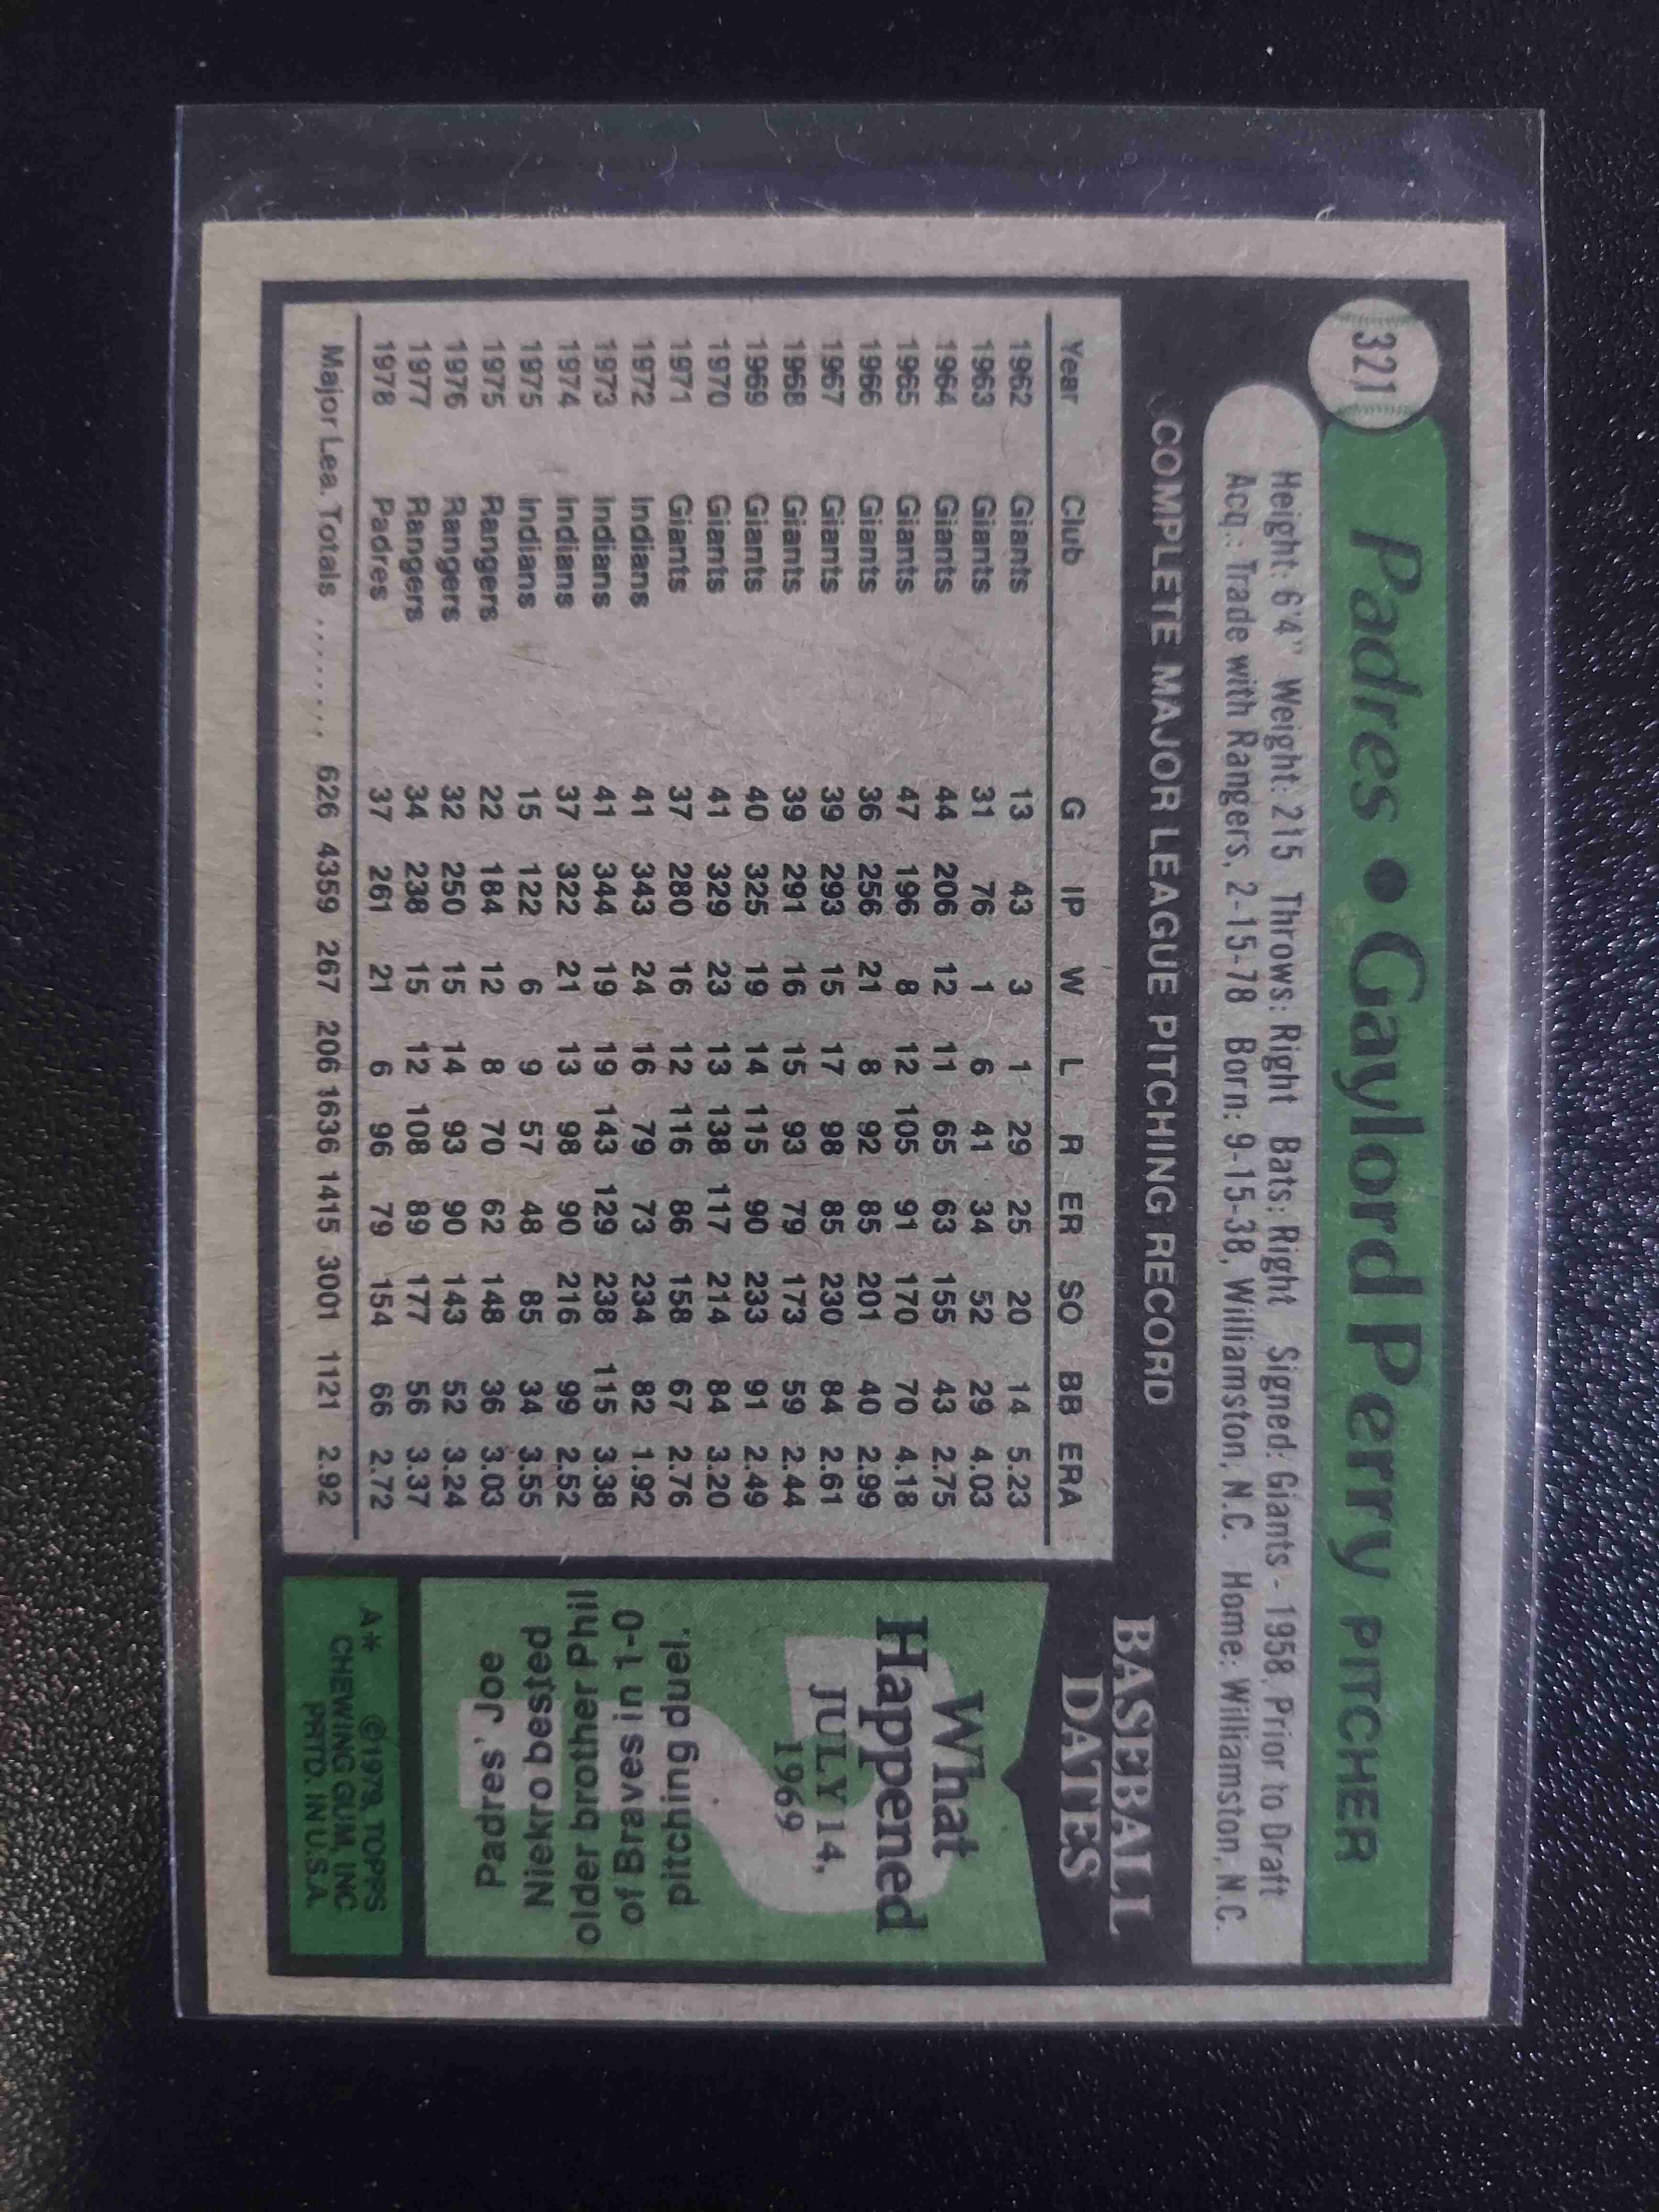 321
Padres • Gaylord Perry PITCHER
Height: 6'4" Weight: 215 Throws: Right Bats: Right Signed: Giants - 1958, Prior to Draft
Acq.: Trade with Rangers, 2-15-78 Born: 9-15-38, Williamston, N.C. Home: Williamston, N.C.
COMPLETE MAJOR LEAGUE PITCHING RECORD
Year Club G IP W L R ER SO BB ERA
1962 Giants 13 43 3 1 29 25 20 14 5.23
1963 Giants 31 76 1 6 41 34 52 29 4.03
1964 Giants 44 206 12 11 65 63 155 43 2.75
1965 Giants 47 196 8 12 105 91 170 70 4.18
1966 Giants 36 256 21 8 92 85 201 40 2.99
1967 Giants 39 293 15 17 98 85 230 84 2.61
1968 Giants 39 291 16 15 93 79 173 59 2.44
1969 Giants 40 325 19 14 115 90 233 91 2.49
1970 Giants 41 329 23 13 138 117 214 84 3.20
1971 Giants 37 280 16 12 116 86 158 67 2.76
1972 Indians 41 343 24 16 79 73 234 82 1.92
1973 Indians 41 344 19 19 143 129 238 115 3.38
1974 Indians 37 322 21 13 98 90 216 99 2.52
1975 Indians 15 122 6 9 57 48 85 34 3.55
1975 Rangers 22 184 12 8 70 62 148 36 3.03
1976 Rangers 32 250 15 14 93 90 143 52 3.24
1977 Rangers 34 238 15 12 108 89 177 56 3.37
1978 Padres 37 261 21 6 96 79 154 66 2.72
Major Lea. Totals ........ 626 4359 267 206 1636 1415 3001 1121 2.92
BASEBALL
DATES
What
Happened
JULY 14,
1969
?
pitching duel.
of Braves in 1-0
older brother Phil
Niekro bested
Padres' Joe
A* ©1979, TOPPS
CHEWING GUM, INC
PRTD. IN U.S.A.